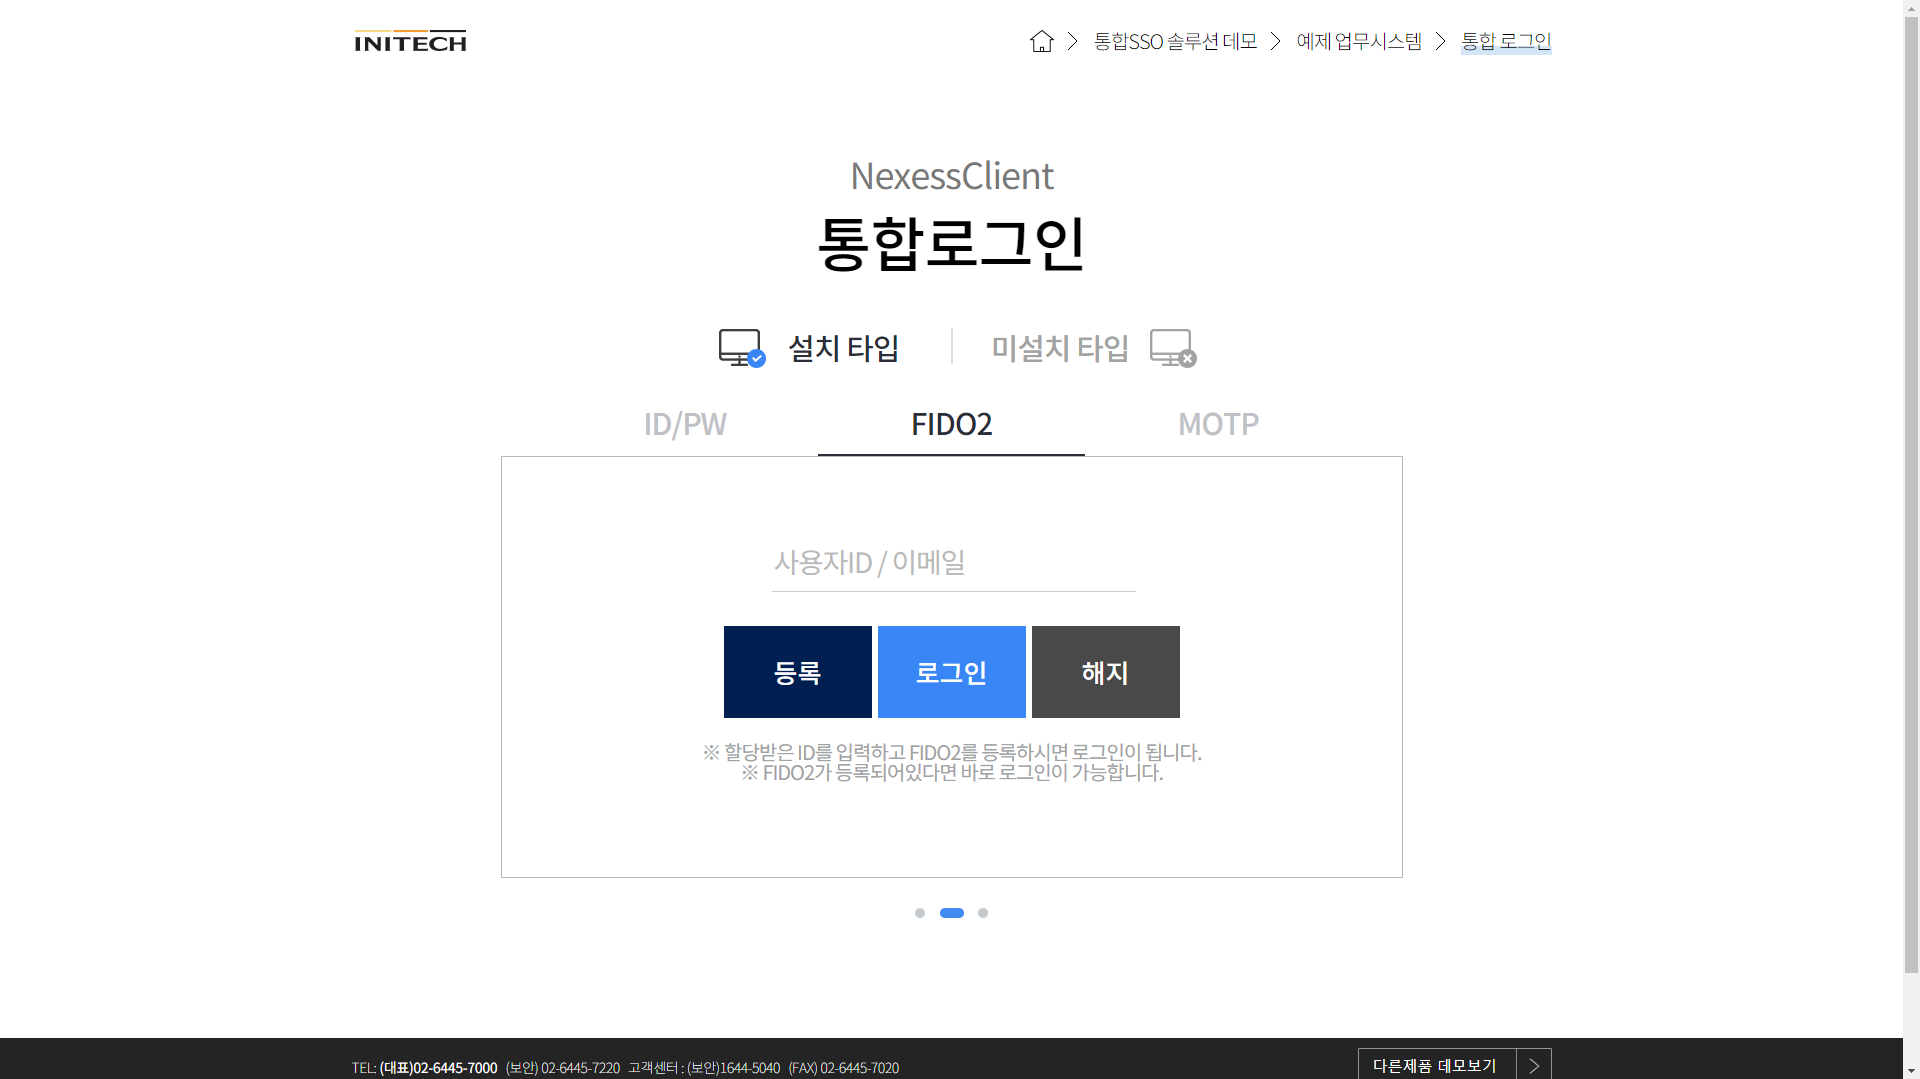 INITECH
통합SSO 솔루션 데모 예제 업무시스템 통합 로그인
NexessClient
통합로그인
설치 타입 미설치 타입
ID/PW FIDO2 MOTP
사용자ID / 이메일
등록 로그인 해지
※ 할당받은 ID를 입력하고 FIDO2를 등록하시면 로그인이 됩니다.
※ FIDO2가 등록되어있다면 바로 로그인이 가능합니다.
TEL: (대표)02-6445-7000 (보안) 02-6445-7220 고객센터 : (보안)1644-5040 (FAX) 02-6445-7020
다른제품 데모보기